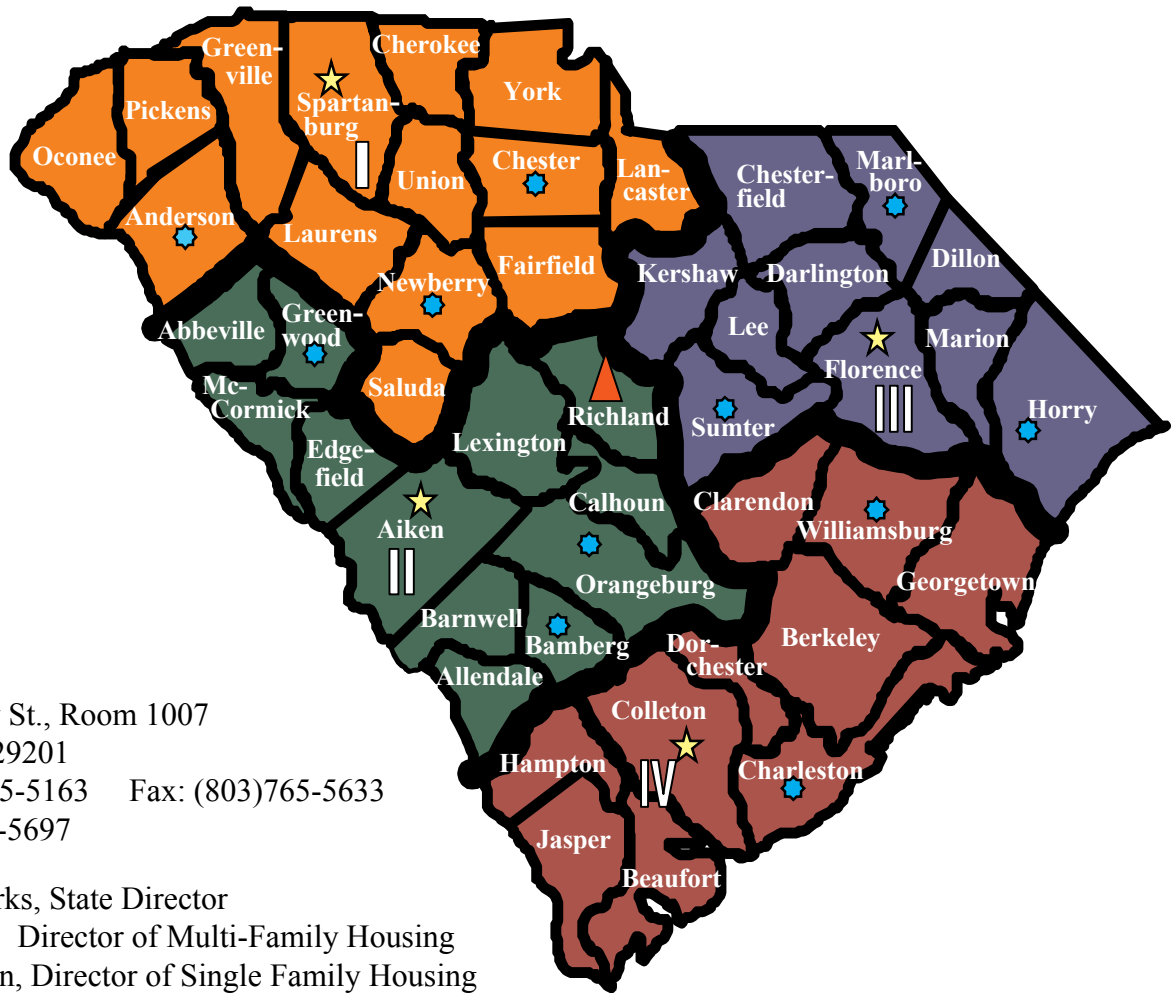 Green-
ville
Cherokee
York
Pickens
Spartan-
burg
I
Oconee
Union
Chester
Lan-
caster
Chester-
field
Marl-
boro
Anderson
Laurens
Newberry
Fairfield
Kershaw
Darlington
Dillon
Abbeville
Green-
wood
Lee
Marion
Saluda
Florence
III
Mc-
Cormick
Richland
Sumter
Horry
Edge-
field
Lexington
Aiken
II
Calhoun
Clarendon
Williamsburg
Orangeburg
Georgetown
Barnwell
Bamberg
Dor-
chester
Berkeley
Allendale
Colleton
IV
Hampton
Charleston
Jasper
Beaufort
St., Room 1007
29201
5-5163 Fax: (803)765-5633
-5697
rks, State Director
Director of Multi-Family Housing
n, Director of Single Family Housing